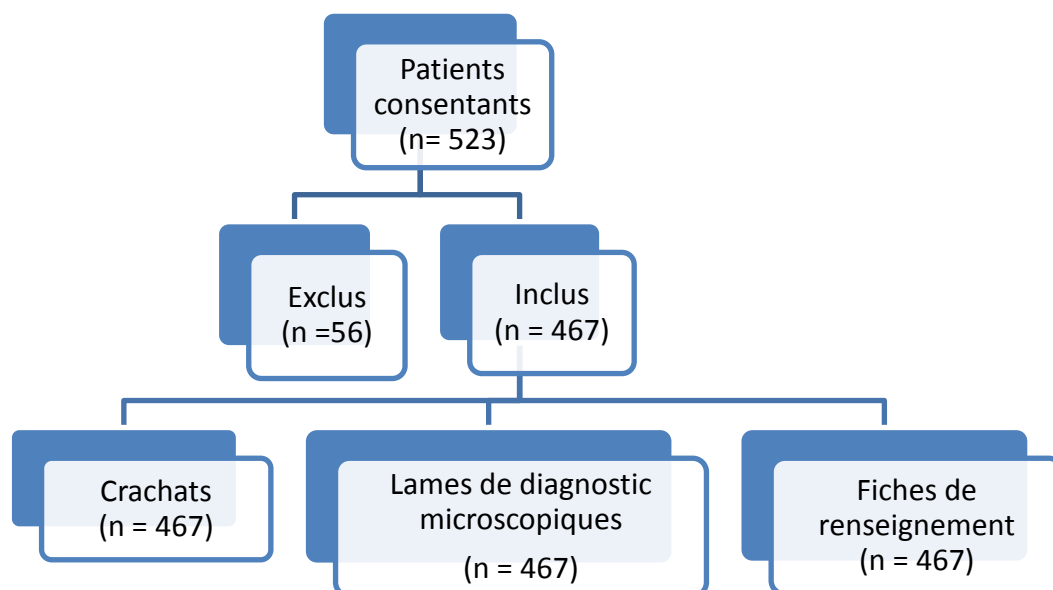 Patients
consentants
(n= 523)
Exclus
(n =56)
Inclus
(n = 467)
Crachats
(n = 467)
Lames de diagnostic
microscopiques
(n = 467)
Fiches de
renseignement
(n = 467)